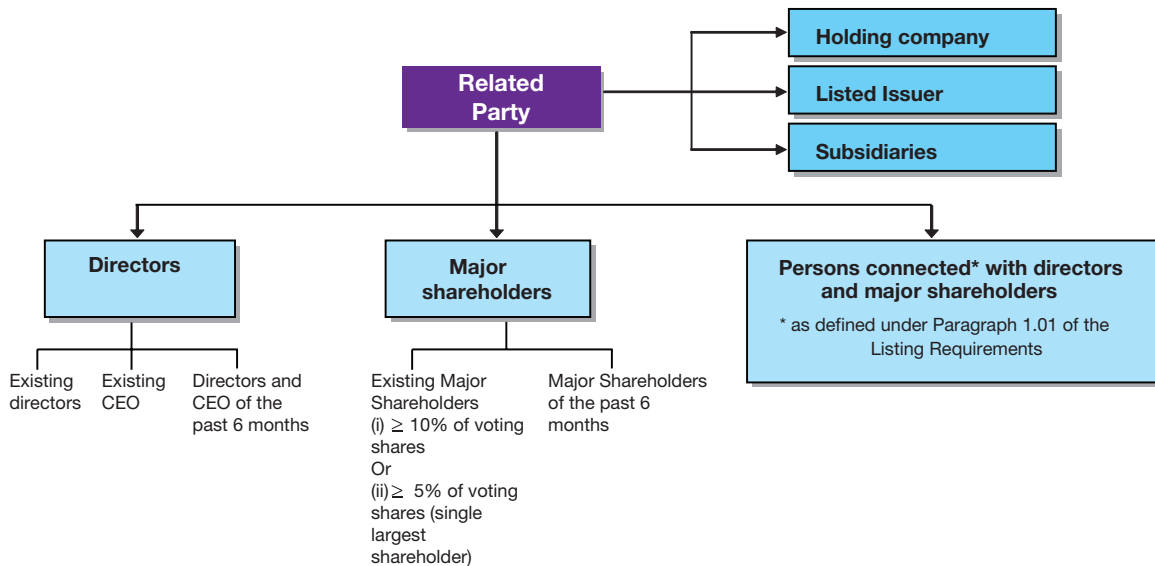 Related
Party
Holding company
Listed Issuer
Subsidiaries
Directors
Existing
directors
Existing
CEO
Directors and
CEO of the
past 6 months
Major
shareholders
Existing Major
Shareholders
(i) ≥ 10% of voting
shares
Or
(ii) ≥ 5% of voting
shares (single
largest
shareholder)
Major Shareholders
of the past 6
months
Persons connected* with directors
and major shareholders
* as defined under Paragraph 1.01 of the
Listing Requirements